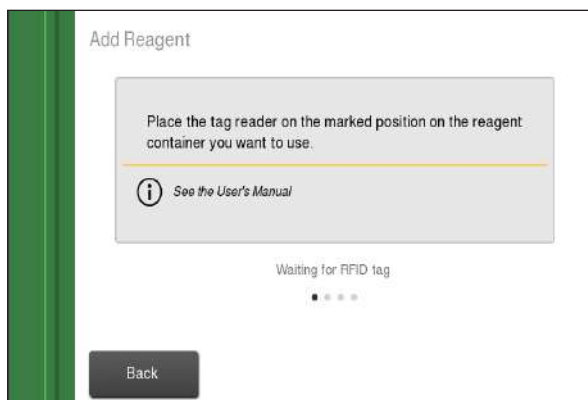 Add Reagent
Place the tag reader on the marked position on the reagent
container you want to use.
See the User's Manual
Waiting for RFID tag
Back